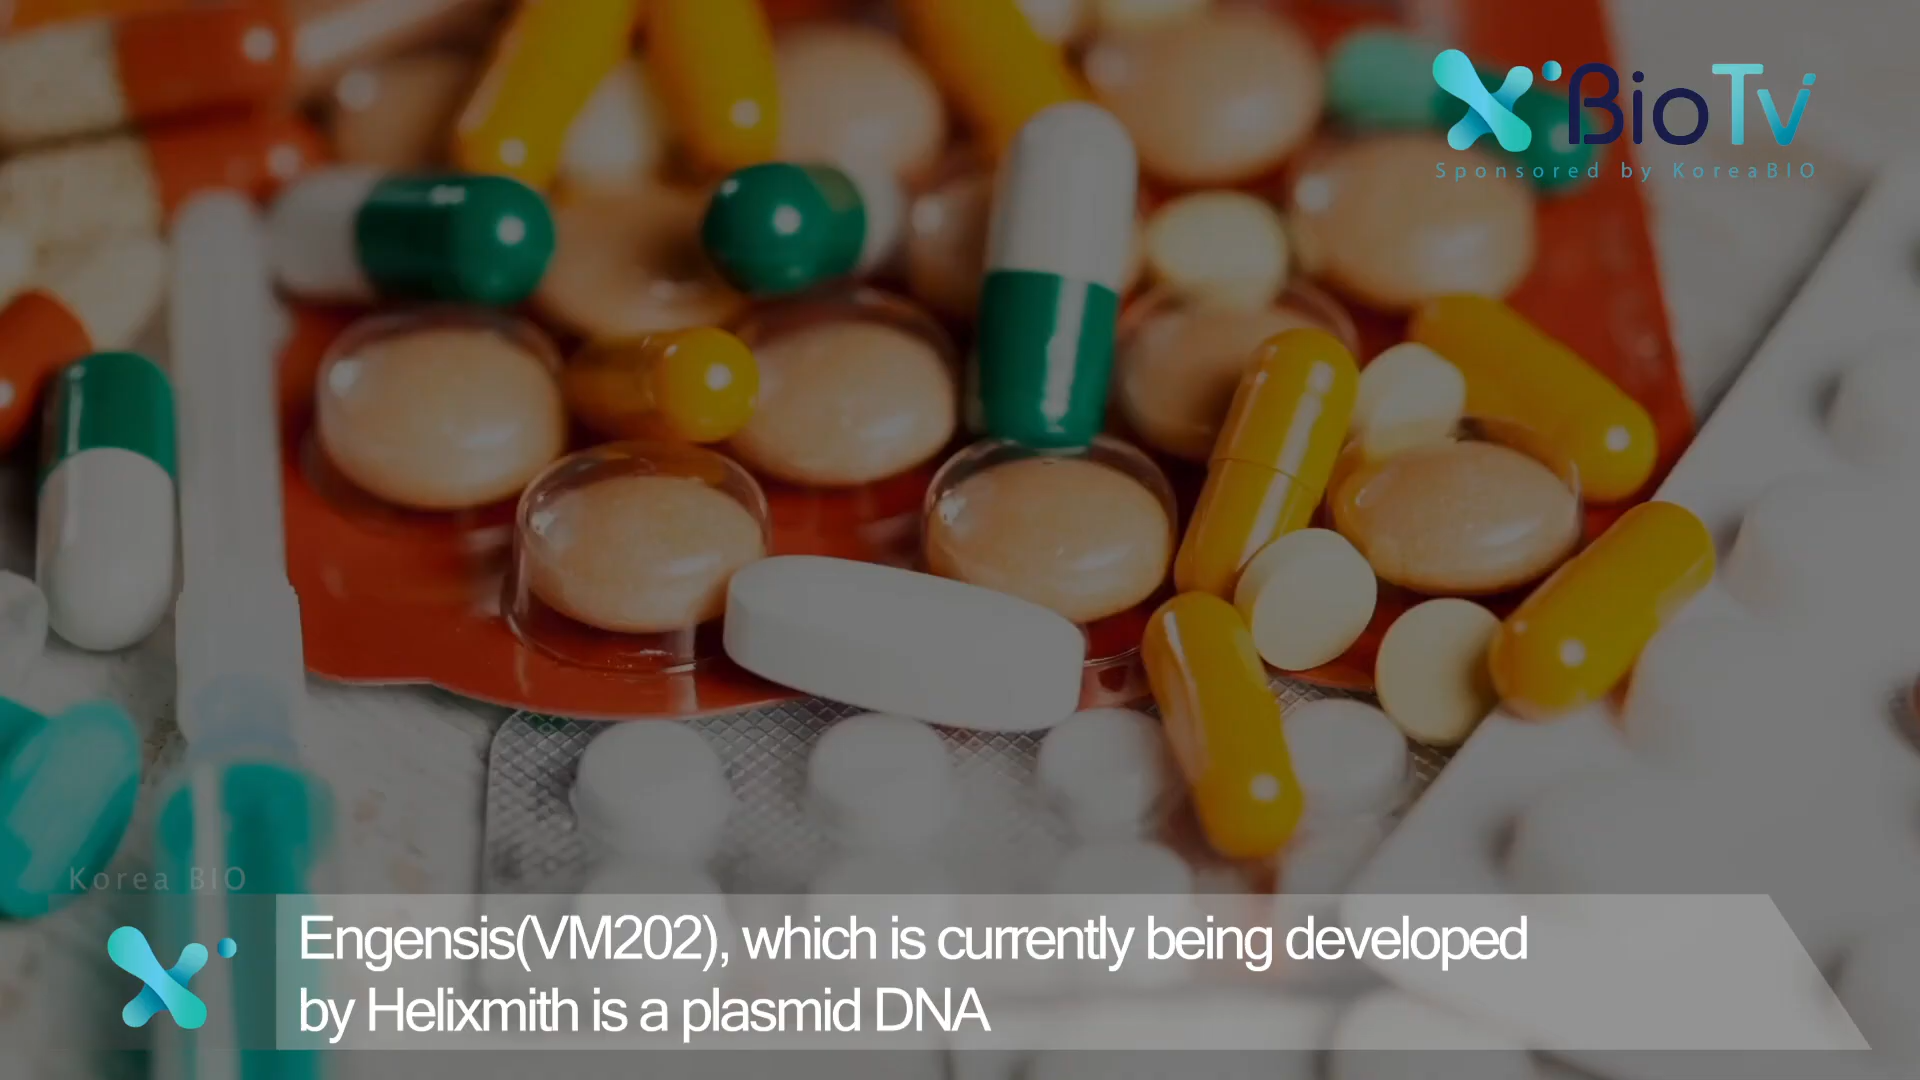 BioTv
Sponsored by KoreaBIO
Korea BIO
Engensis(VM202), which is currently being developed
by Helixmith is a plasmid DNA